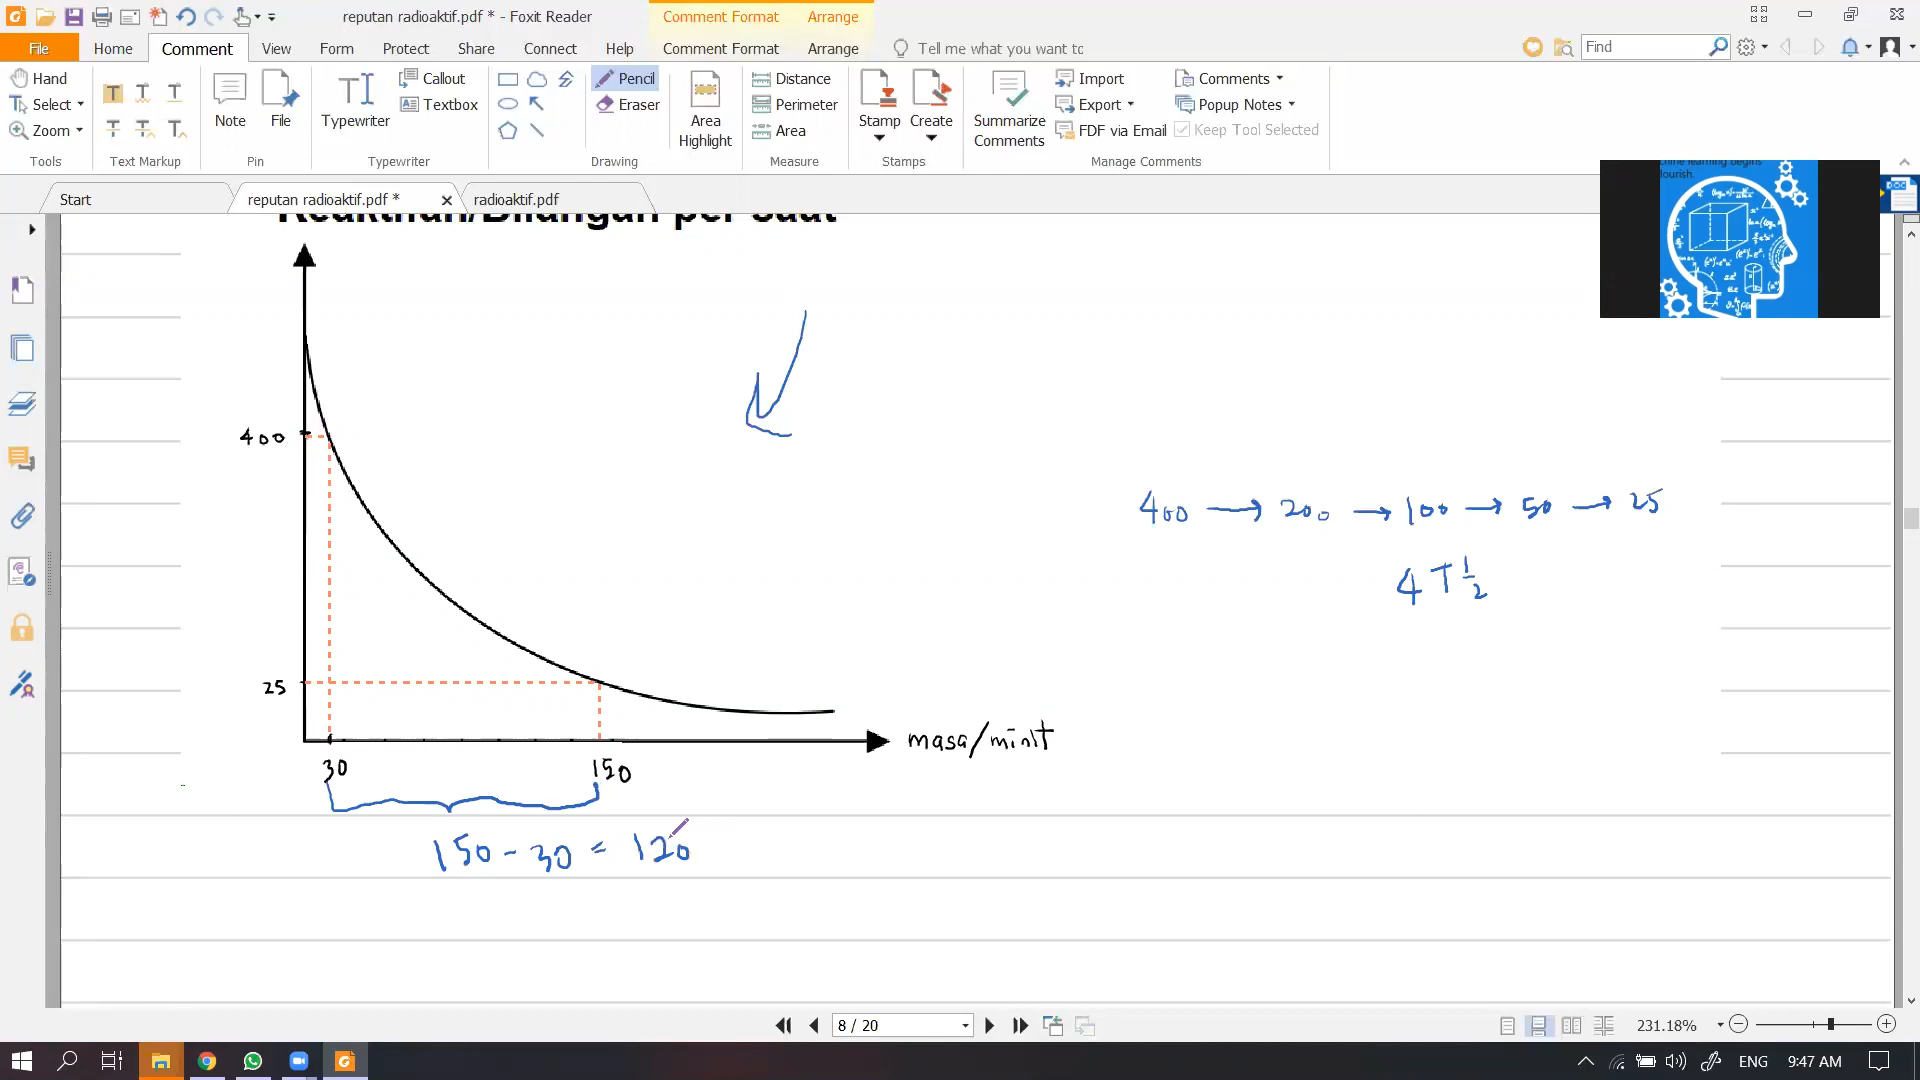 reputan radioaktif.pdf * - Foxit Reader
Comment Format
Arrange
File
Home
Comment
View
Form
Protect
Share
Connect
Help
Comment Format
Arrange
Tell me what you want to
Find
Hand
Select
Zoom
Tools
Text Markup
Note
File
Pin
Typewriter
Typewriter
Callout
Textbox
Pencil
Eraser
Drawing
Area
Highlight
Distance
Perimeter
Area
Measure
Stamp
Create
Stamps
Summarize
Comments
Import
Export
FDF via Email
Comments
Popup Notes
Keep Tool Selected
Manage Comments
Start
reputan radioaktif.pdf *
radioaktif.pdf
Reaktifan/Bilangan per saat
400
25
30
150
masa/minit
150 - 30 = 120
400 → 200 → 100 → 50 → 25
4 T 1/2
8 / 20
231.18%
ENG
9:47 AM